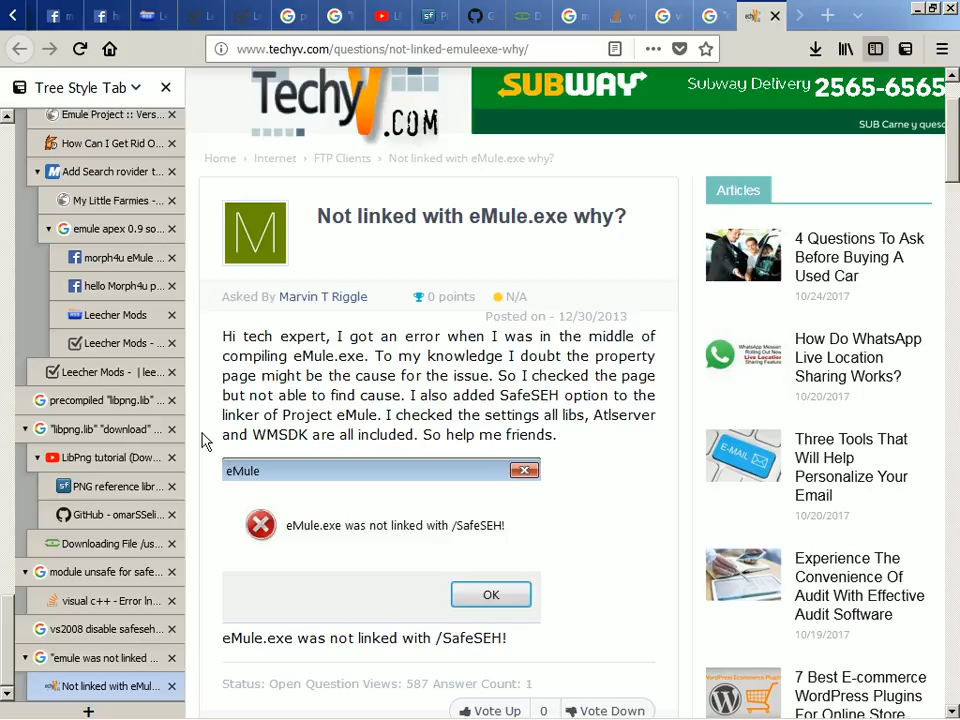 www.techyv.com/questions/not-linked-emuleexe-why/
Tree Style Tab
Emule Project :: Vers...
How Can I Get Rid O...
Add Search rovider t...
My Little Farmies -...
emule apex 0.9 so...
morph4u eMule ...
hello Morph4u p...
Leecher Mods
Leecher Mods - ...
Leecher Mods - | lee...
precompiled "libpng.lib" ...
"libpng.lib" "download" ...
LibPng tutorial (Dow...
PNG reference libr...
GitHub - omarSSeli...
Downloading File /us...
module unsafe for safe...
visual c++ - Error ln...
vs2008 disable safeseh...
"emule was not linked ...
Not linked with eMul...
TechyV.COM
SUBWAY
Subway Delivery 2565-6565
SUB Carne y queso
Home Internet FTP Clients Not linked with eMule.exe why?
M
Not linked with eMule.exe why?
Asked By Marvin T Riggle 0 points N/A
Posted on - 12/30/2013
Hi tech expert, I got an error when I was in the middle of
compiling eMule.exe. To my knowledge I doubt the property
page might be the cause for the issue. So I checked the page
but not able to find cause. I also added SafeSEH option to the
linker of Project eMule. I checked the settings all libs, Atlserver
and WMSDK are all included. So help me friends.
eMule
eMule.exe was not linked with /SafeSEH!
OK
eMule.exe was not linked with /SafeSEH!
Status: Open Question Views: 587 Answer Count: 1
Vote Up 0 Vote Down
Articles
4 Questions To Ask
Before Buying A
Used Car
10/24/2017
How Do WhatsApp
Live Location
Sharing Works?
10/20/2017
Three Tools That
Will Help
Personalize Your
Email
10/20/2017
Experience The
Convenience Of
Audit With Effective
Audit Software
10/19/2017
7 Best E-commerce
WordPress Plugins
For Online Store